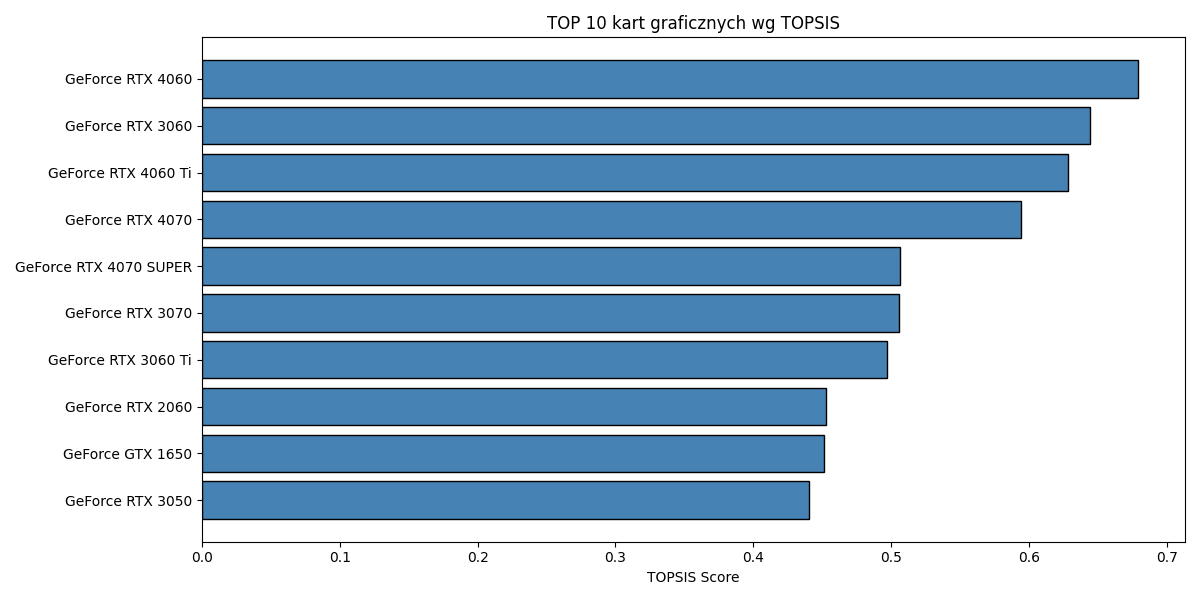 TOP 10 kart graficznych wg TOPSIS
GeForce RTX 4060
GeForce RTX 3060
GeForce RTX 4060 Ti
GeForce RTX 4070
GeForce RTX 4070 SUPER
GeForce RTX 3070
GeForce RTX 3060 Ti
GeForce RTX 2060
GeForce GTX 1650
GeForce RTX 3050
0.0 0.1 0.2 0.3 0.4 0.5 0.6 0.7
TOPSIS Score